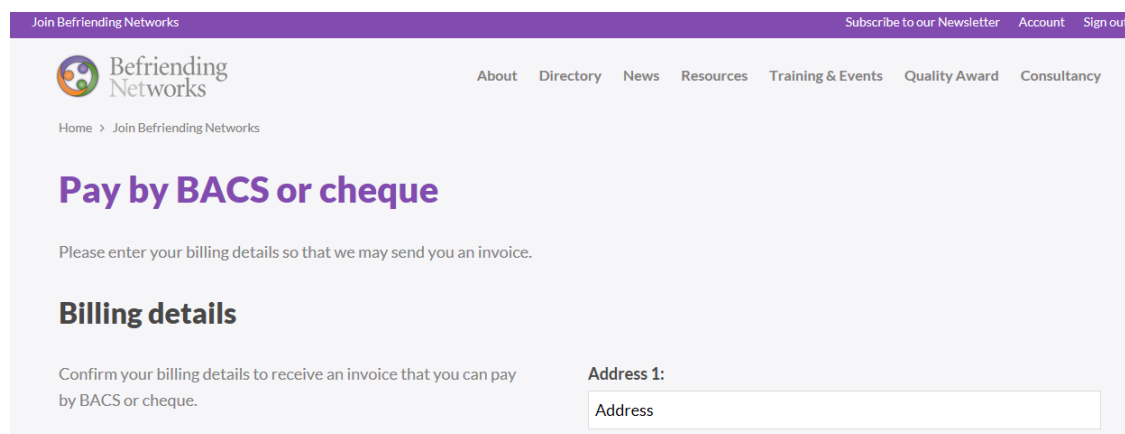 Join Befriending Networks
Subscribe to our Newsletter Account Sign out
Befriending
Networks
About Directory News Resources Training & Events Quality Award Consultancy
Home > Join Befriending Networks
Pay by BACS or cheque
Please enter your billing details so that we may send you an invoice.
Billing details
Confirm your billing details to receive an invoice that you can pay
by BACS or cheque.
Address 1:
Address